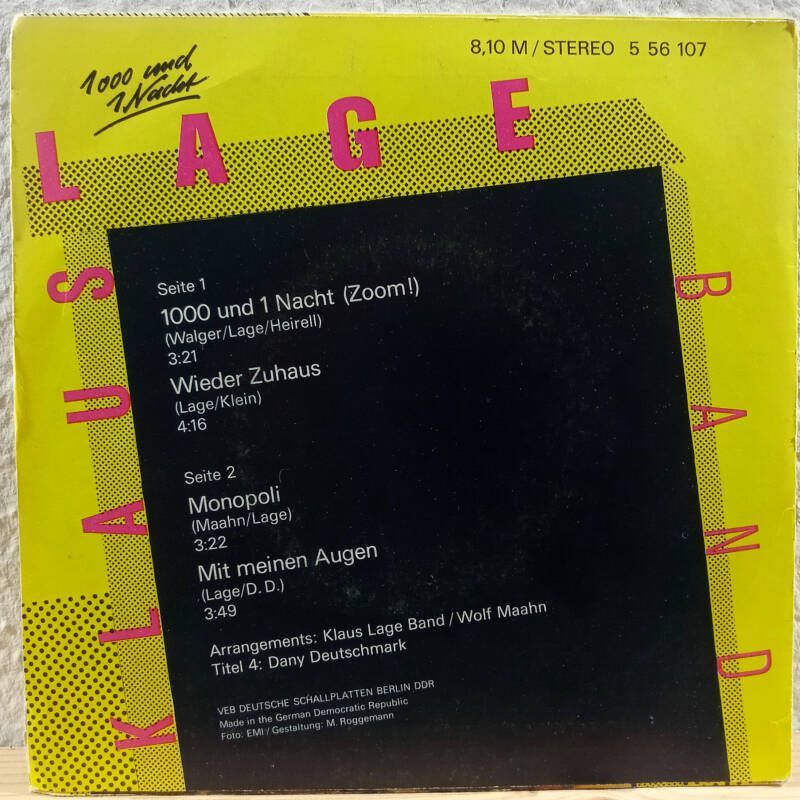 8,10 M / STEREO 5 56 107
1000 und
1 Nacht
KLAUS
LAGE
BAND
Seite 1
1000 und 1 Nacht (Zoom!)
(Walger/Lage/Heirell)
3:21
Wieder Zuhaus
(Lage/Klein)
4:16
Seite 2
Monopoli
(Maahn/Lage)
3:22
Mit meinen Augen
(Lage/D.D.)
3:49
Arrangements: Klaus Lage Band / Wolf Maahn
Titel 4: Dany Deutschmark
VEB DEUTSCHE SCHALLPLATTEN BERLIN DDR
Made in the German Democratic Republic
Foto: EMI / Gestaltung: M. Roggemann